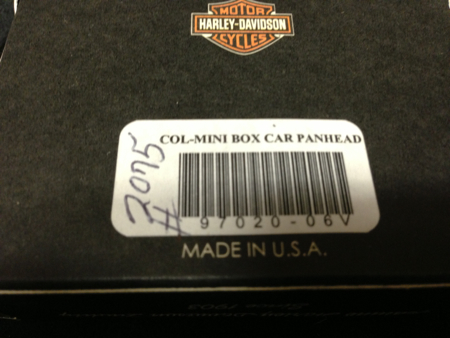 MOTOR
HARLEY-DAVIDSON
CYCLES
COL-MINI BOX CAR PANHEAD
97020-06V
#2075
MADE IN U.S.A.